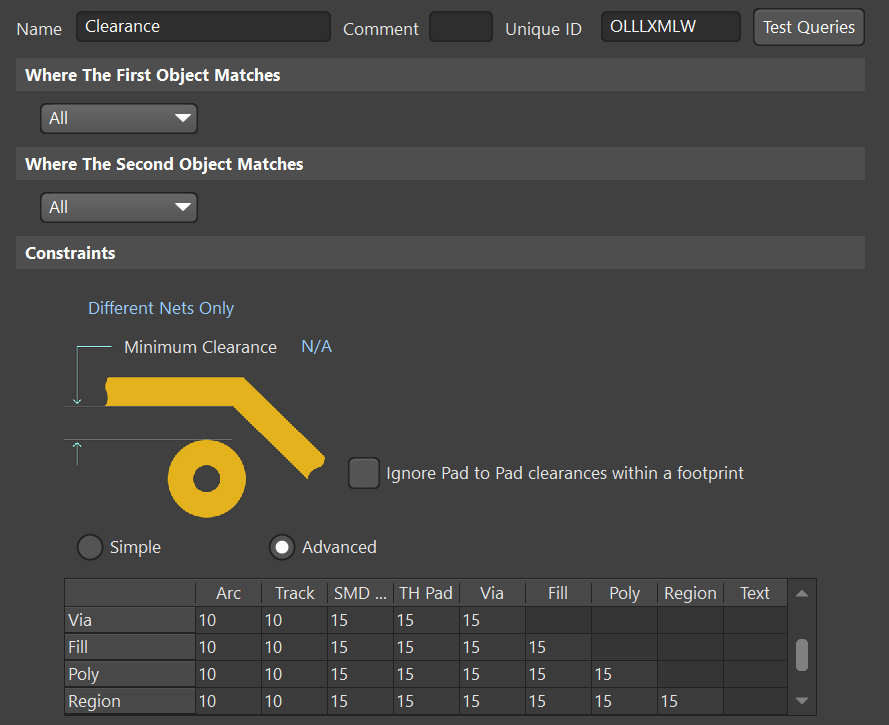 Name Clearance Comment Unique ID OLLLXMLW Test Queries
Where The First Object Matches
All
Where The Second Object Matches
All
Constraints
Different Nets Only
Minimum Clearance N/A
Ignore Pad to Pad clearances within a footprint
Simple Advanced
Arc Track SMD ... TH Pad Via Fill Poly Region Text
Via 10 10 15 15 15
Fill 10 10 15 15 15 15
Poly 10 10 15 15 15 15 15
Region 10 10 15 15 15 15 15 15